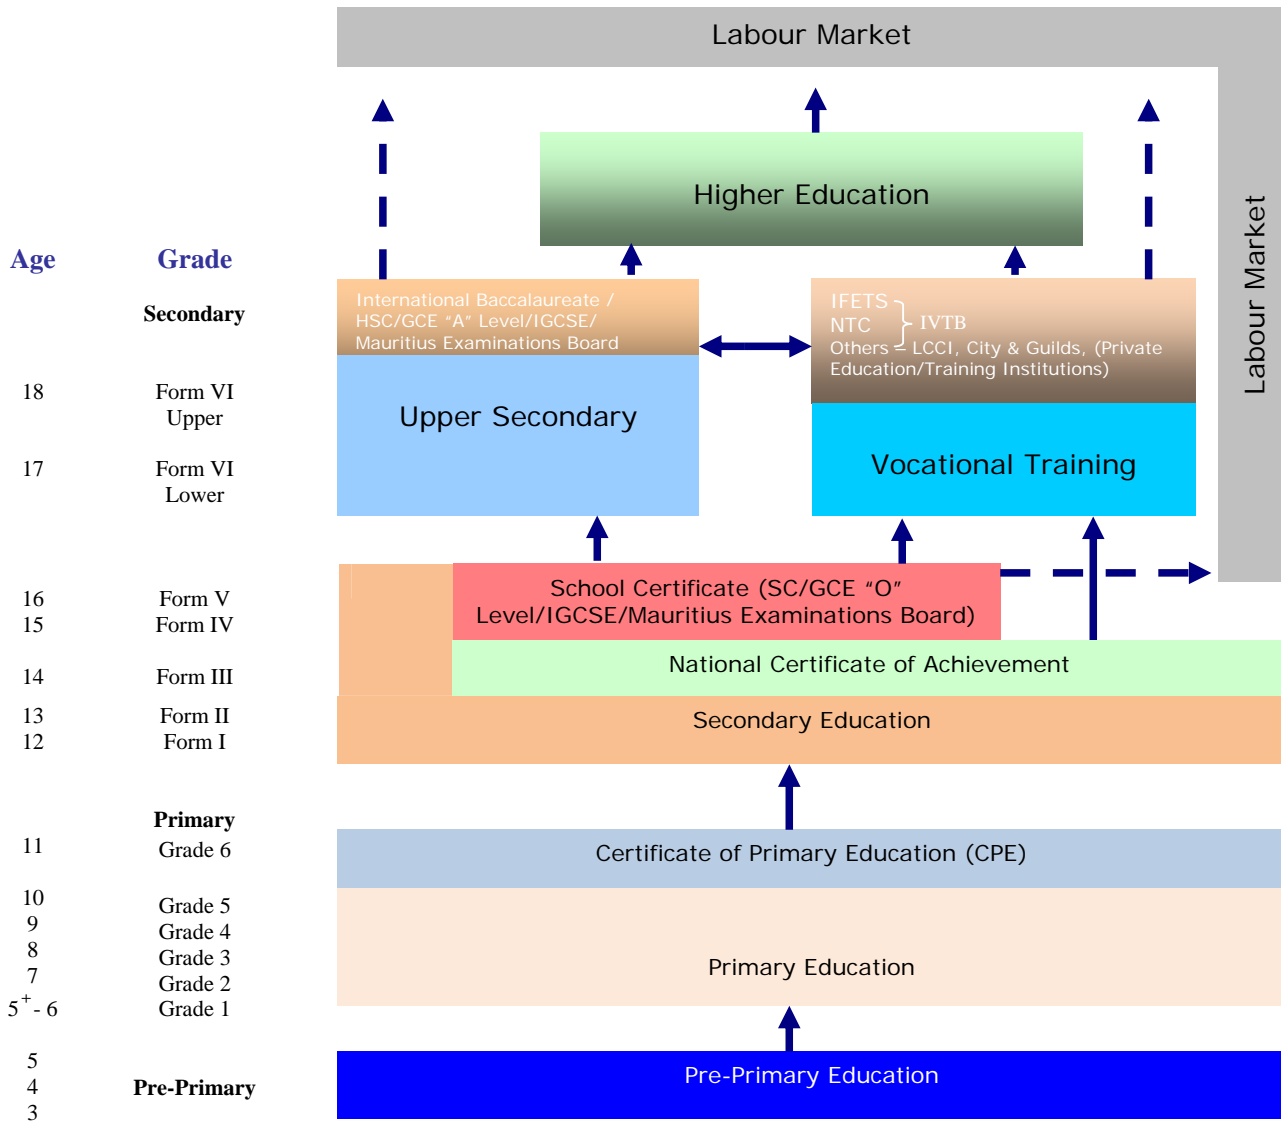 Labour Market
Higher Education
Labour Market
Age
Grade
Secondary
International Baccalaureate /
HSC/GCE “A” Level/IGCSE/
Mauritius Examinations Board
IFETS
NTC
IVTB
Others – LCCI, City & Guilds, (Private
Education/Training Institutions)
18
Form VI
Upper
Upper Secondary
17
Form VI
Lower
Vocational Training
School Certificate (SC/GCE “O”
Level/IGCSE/Mauritius Examinations Board)
16
Form V
15
Form IV
National Certificate of Achievement
14
Form III
13
Form II
Secondary Education
12
Form I
Primary
11
Grade 6
Certificate of Primary Education (CPE)
10
Grade 5
9
Grade 4
8
Grade 3
7
Grade 2
Primary Education
5+ - 6
Grade 1
5
4
3
Pre-Primary
Pre-Primary Education